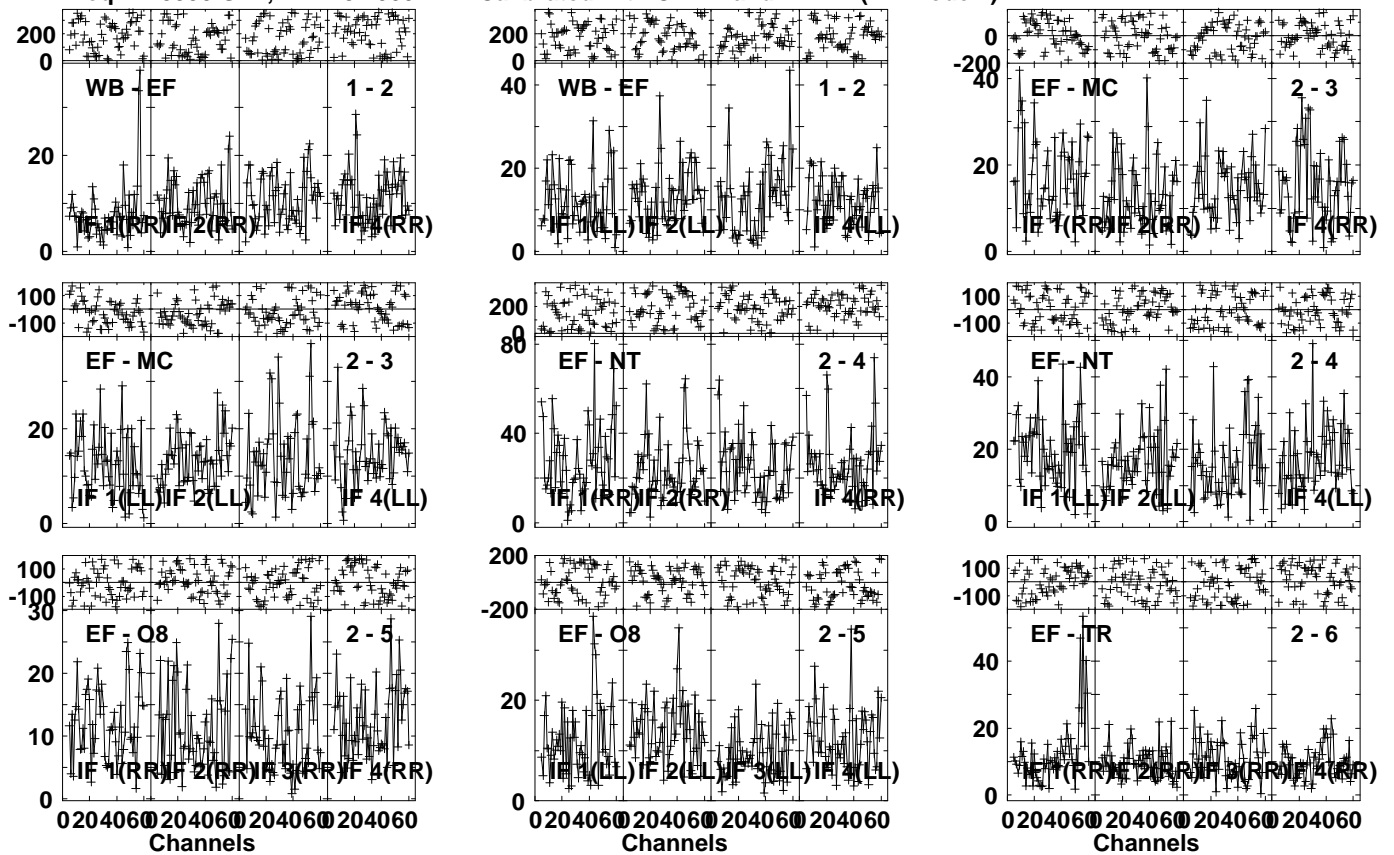 200
0
200
0
0
-200
WB - EF 1 - 2
WB - EF 1 - 2
EF - MC 2 - 3
20
0
40
20
0
40
20
0
IF 1(RR) IF 2(RR) IF 4(RR)
IF 1(LL) IF 2(LL) IF 4(LL)
IF 1(RR) IF 2(RR) IF 4(RR)
100
-100
200
0
100
-100
EF - MC 2 - 3
EF - NT 2 - 4
EF - NT 2 - 4
20
0
80
40
0
40
20
0
IF 1(LL) IF 2(LL) IF 4(LL)
IF 1(RR) IF 2(RR) IF 4(RR)
IF 1(LL) IF 2(LL) IF 4(LL)
100
-100
200
-200
100
-100
EF - O8 2 - 5
EF - O8 2 - 5
EF - TR 2 - 6
30
20
10
0
20
0
40
20
0
IF 1(RR) IF 2(RR) IF 3(RR) IF 4(RR)
IF 1(LL) IF 2(LL) IF 3(LL) IF 4(LL)
IF 1(RR) IF 2(RR) IF 3(RR) IF 4(RR)
0 20 40 60 0 20 40 60 0 20 40 60 0 20 40 60
0 20 40 60 0 20 40 60 0 20 40 60 0 20 40 60
0 20 40 60 0 20 40 60 0 20 40 60 0 20 40 60
Channels
Channels
Channels